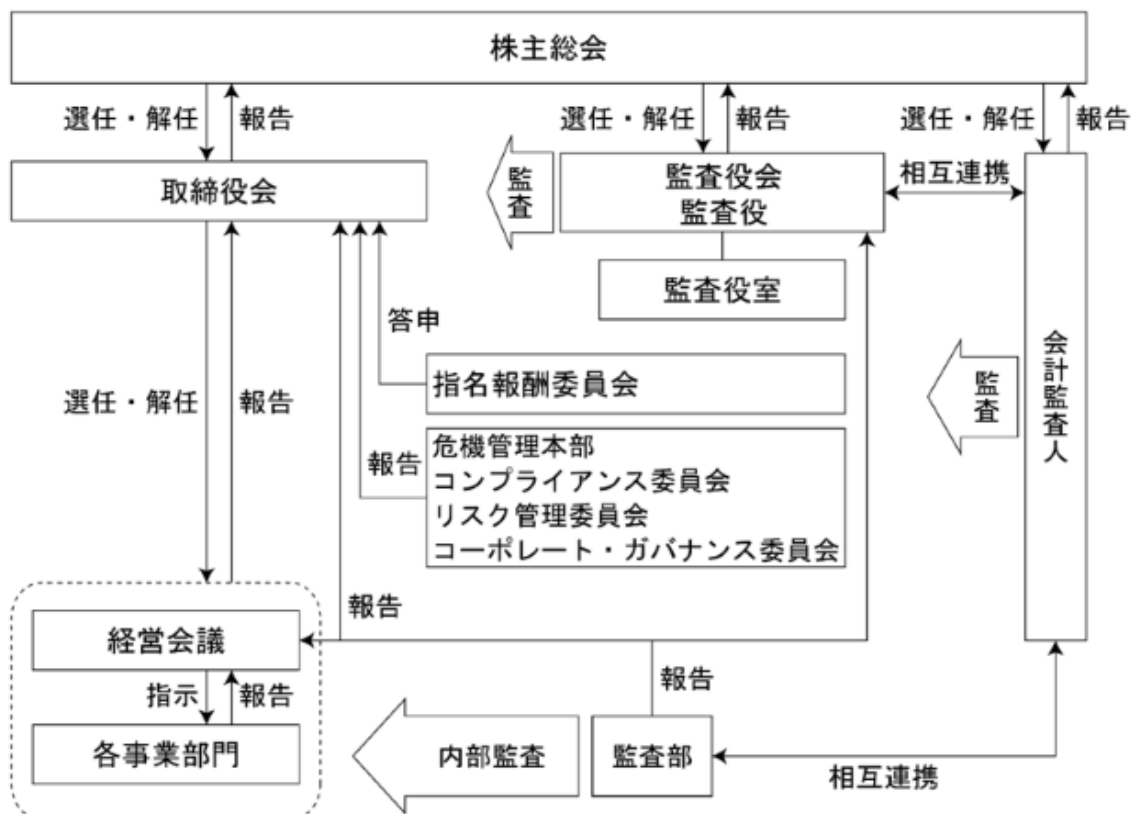 株主総会
選任・解任
報告
選任・解任
報告
選任・解任
報告
取締役会
監査
監査役会
監査役
相互連携
監査役室
答申
指名報酬委員会
選任・解任
報告
監査
会計監査人
報告
危機管理本部
コンプライアンス委員会
リスク管理委員会
コーポレート・ガバナンス委員会
報告
経営会議
報告
指示
報告
各事業部門
内部監査
監査部
相互連携